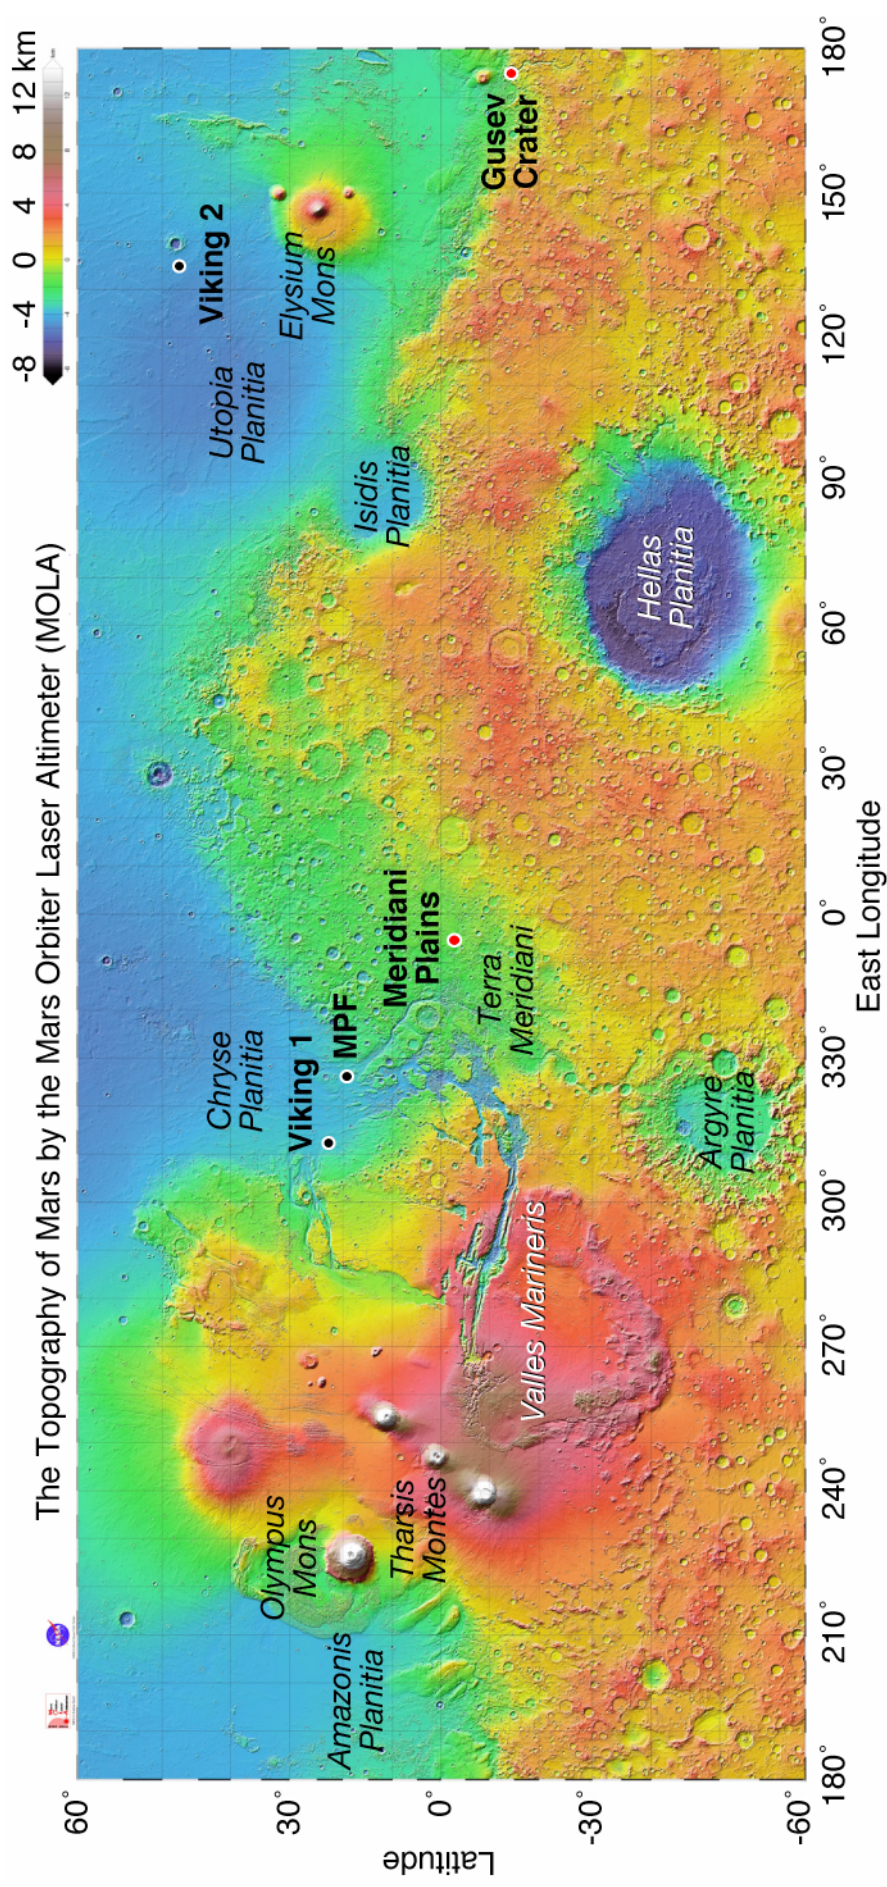 The Topography of Mars by the Mars Orbiter Laser Altimeter (MOLA)
-8 -4 0 4 8 12 km
NASA
60°
30°
0°
-30°
-60°
Latitude
Chryse
Planitia
Utopia
Planitia
Viking 2
Olympus
Mons
Viking 1
MPF
Elysium
Mons
Amazonis
Planitia
Tharsis
Montes
Meridiani
Plains
Isidis
Planitia
Terra
Meridiani
Gusev
Crater
Valles Marineris
Argyre
Planitia
Hellas
Planitia
180° 210° 240° 270° 300° 330° 0° 30° 60° 90° 120° 150° 180°
East Longitude